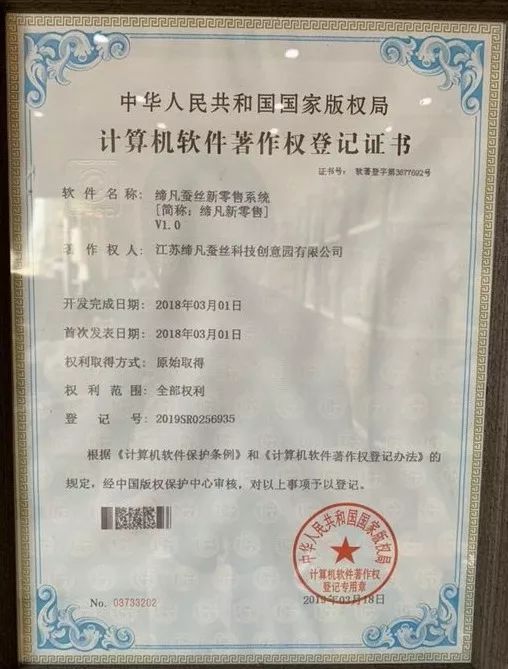 中华人民共和国国家版权局
计算机软件著作权登记证书
证书号: 软著登字第3677692号
软件名称: 缔凡蚕丝新零售系统
[简称: 缔凡新零售]
V1.0
著作权人: 江苏缔凡蚕丝科技创意园有限公司
开发完成日期: 2018年03月01日
首次发表日期: 2018年03月01日
权利取得方式: 原始取得
权利范围: 全部权利
登记号: 2019SR0256935
根据《计算机软件保护条例》和《计算机软件著作权登记办法》的
规定, 经中国版权保护中心审核, 对以上事项予以登记。
中华人民共和国国家版权局
计算机软件著作权
登记专用章
2019年03月18日
No. 03733202